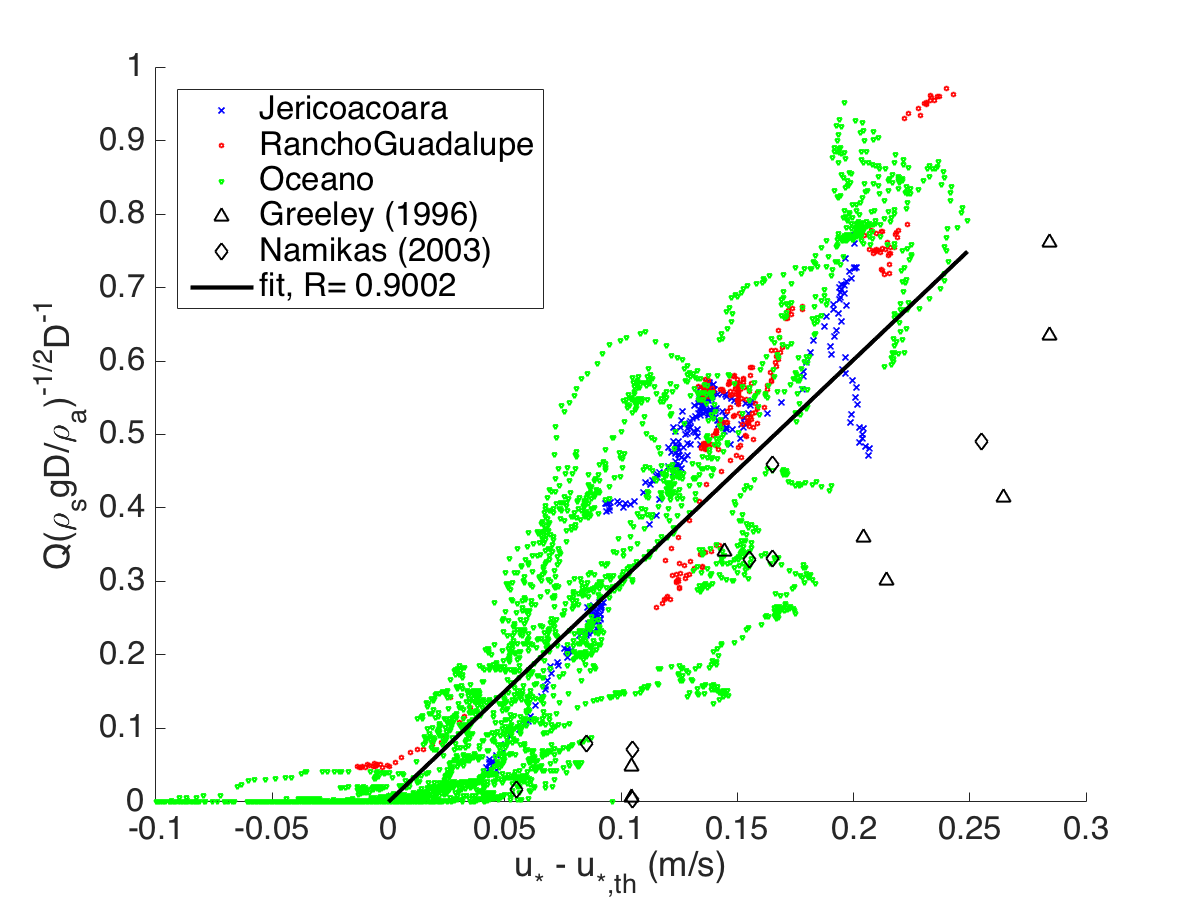 1
0.9
0.8
0.7
0.6
0.5
0.4
0.3
0.2
0.1
0
Q(ρsgD/ρa)-1/2D-1
Jericoacoara
RanchoGuadalupe
Oceano
Greeley (1996)
Namikas (2003)
fit, R= 0.9002
-0.1 -0.05 0 0.05 0.1 0.15 0.2 0.25 0.3
u* - u*,th (m/s)